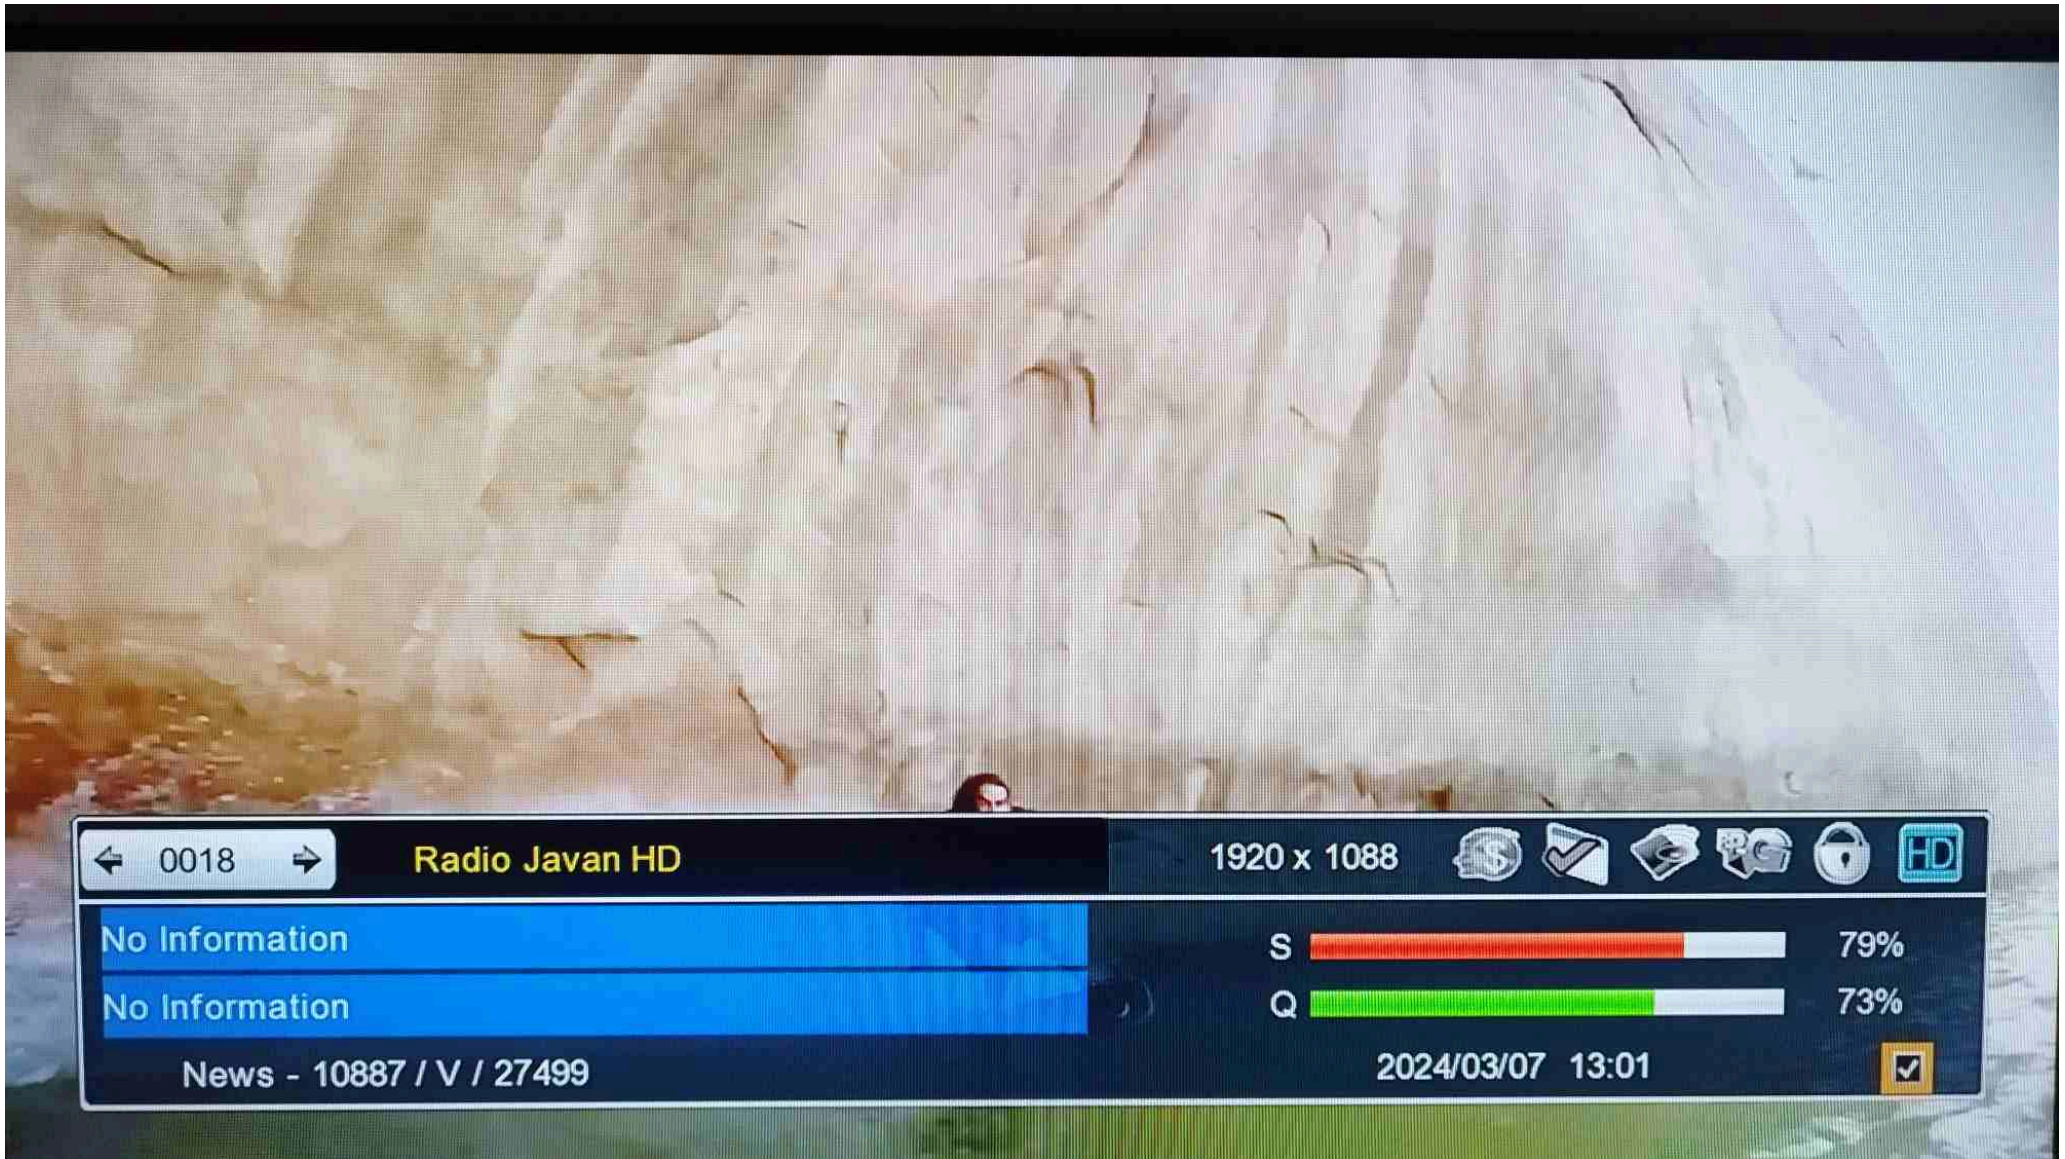 0018 Radio Javan HD 1920 x 1088 HD
No Information
S 79%
No Information
Q 73%
News - 10887 / V / 27499 2024/03/07 13:01